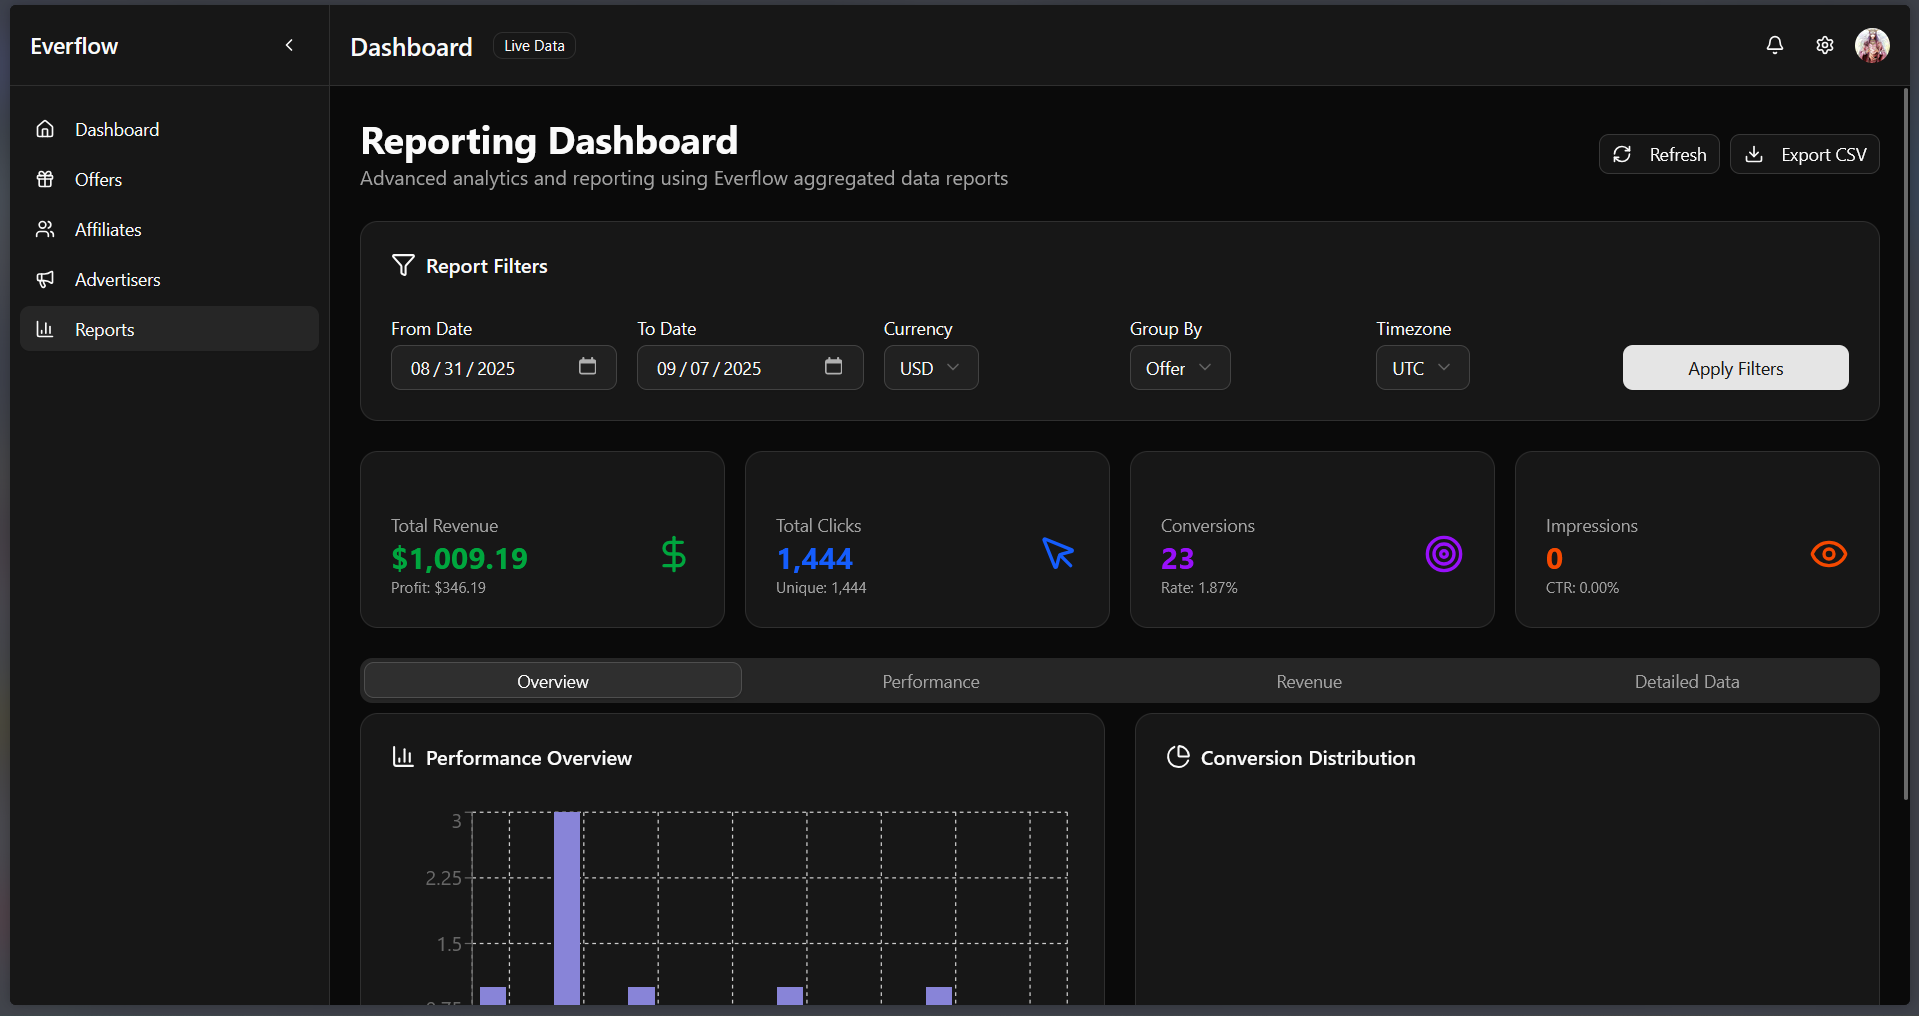 Everflow
Dashboard
Live Data
Dashboard
Offers
Affiliates
Advertisers
Reports
Reporting Dashboard
Advanced analytics and reporting using Everflow aggregated data reports
Refresh
Export CSV
Report Filters
From Date
To Date
Currency
Group By
Timezone
08/31/2025
09/07/2025
USD
Offer
UTC
Apply Filters
Total Revenue
$1,009.19
Profit: $346.19
Total Clicks
1,444
Unique: 1,444
Conversions
23
Rate: 1.87%
Impressions
0
CTR: 0.00%
Overview
Performance
Revenue
Detailed Data
Performance Overview
3
2.25
1.5
0.75
Conversion Distribution